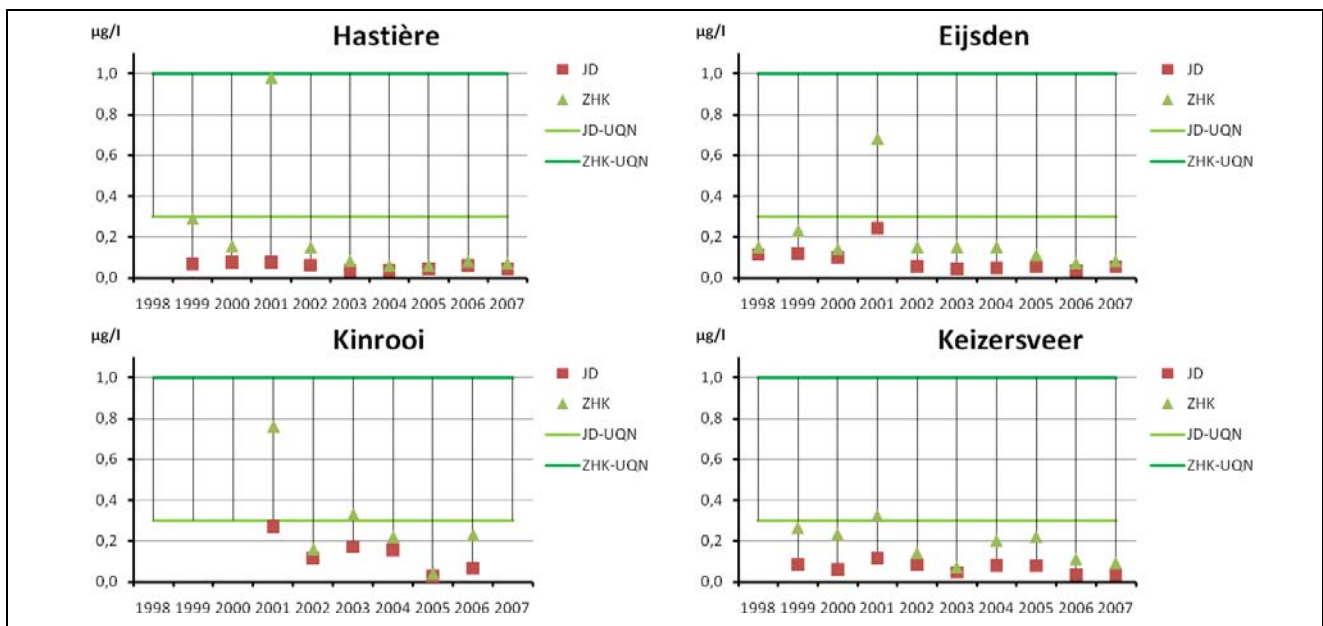 µg/l Hastière
1,0
0,8
0,6
0,4
0,2
0,0
1998 1999 2000 2001 2002 2003 2004 2005 2006 2007
JD
ZHK
JD-UQN
ZHK-UQN
µg/l Eijsden
1,0
0,8
0,6
0,4
0,2
0,0
1998 1999 2000 2001 2002 2003 2004 2005 2006 2007
JD
ZHK
JD-UQN
ZHK-UQN
µg/l Kinrooi
1,0
0,8
0,6
0,4
0,2
0,0
1998 1999 2000 2001 2002 2003 2004 2005 2006 2007
JD
ZHK
JD-UQN
ZHK-UQN
µg/l Keizersveer
1,0
0,8
0,6
0,4
0,2
0,0
1998 1999 2000 2001 2002 2003 2004 2005 2006 2007
JD
ZHK
JD-UQN
ZHK-UQN